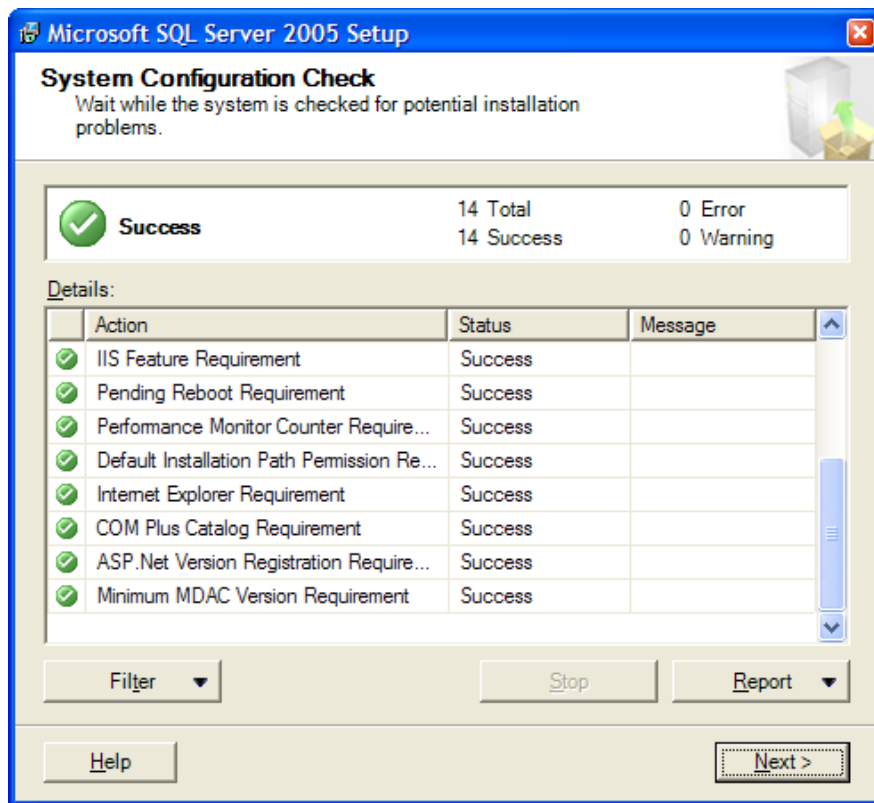 Microsoft SQL Server 2005 Setup
System Configuration Check
Wait while the system is checked for potential installation
problems.
Success
14 Total
0 Error
14 Success
0 Warning
Details:
Action Status Message
IIS Feature Requirement Success
Pending Reboot Requirement Success
Performance Monitor Counter Require... Success
Default Installation Path Permission Re... Success
Internet Explorer Requirement Success
COM Plus Catalog Requirement Success
ASP.Net Version Registration Require... Success
Minimum MDAC Version Requirement Success
Filter
Stop
Report
Help
Next >